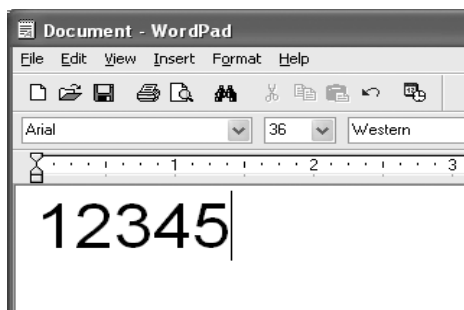 Document - WordPad
File Edit View Insert Format Help
Arial 36 Western
1 2 3
12345